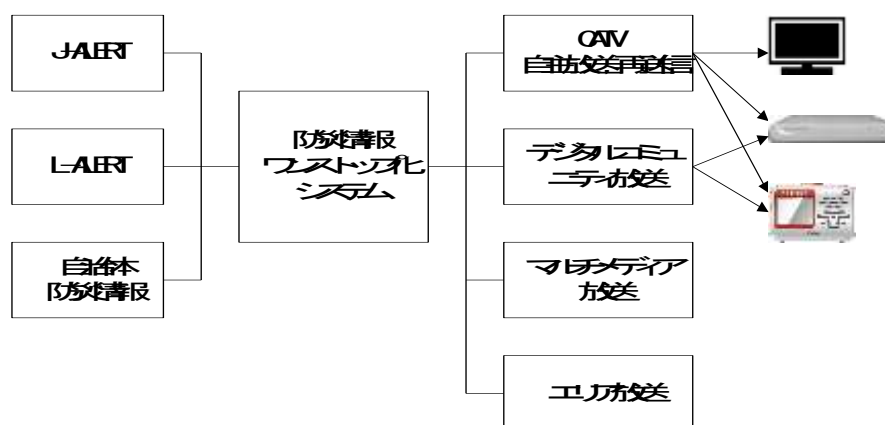 J-ALERT
L-ALERT
自治体
防災情報
防災情報
ワンストップ化
システム
CATV
自主放送再送信
デジタルコミュ
ニティ放送
マルチメディア
放送
エリア放送